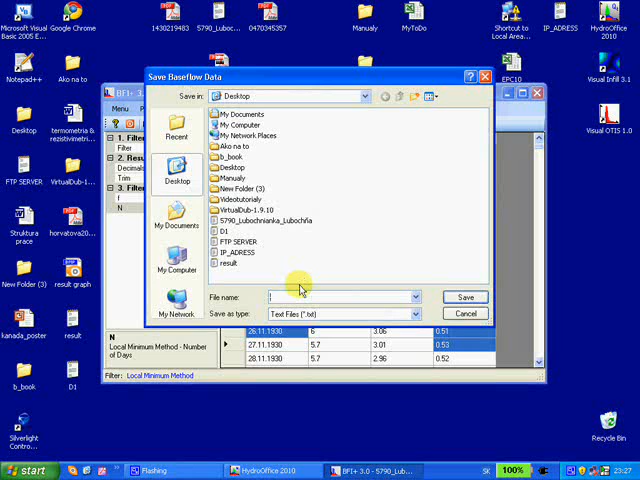 Microsoft Visual
Basic 2005 E...
Google Chrome
1430219483
5790_Luboc...
0470345357
Manualy
MyToDo
Shortcut to
Local Area...
IP_ADRESS
HydroOffice
2010
Notepad++
Ako na to
EPC10
Visual Infil 3.1
Desktop
termometria &
rezistivimetri...
Visual OTIS 1.0
FTP SERVER
VirtualDub-1...
Struktura
prace
horvatova20...
New Folder (3)
result graph
kanada_poster
result
b_book
D1
Silverlight
Contro...
Recycle Bin
BFI+ 3.
Menu
1. Filter
Filter
2. Resu
Decimals
Trim
3. Filter
f
N
Save Baseflow Data
Save in:
Desktop
Recent
Desktop
My Documents
My Computer
My Network
My Documents
My Computer
My Network Places
Ako na to
b_book
Desktop
Manualy
New Folder (3)
Videotutorialy
VirtualDub-1.9.10
5790_Lubochnianka_Lubochňa
D1
FTP SERVER
IP_ADRESS
result
File name:
Save
Save as type:
Text Files (*.txt)
Cancel
N
Local Minimum Method - Number
of Days
26.11.1930 6 3.06 0.51
27.11.1930 5.7 3.01 0.53
28.11.1930 5.7 2.96 0.52
Filter: Local Minimum Method
start
Flashing
HydroOffice 2010
BFI+ 3.0 - 5790_Lub...
SK
100%
23:27